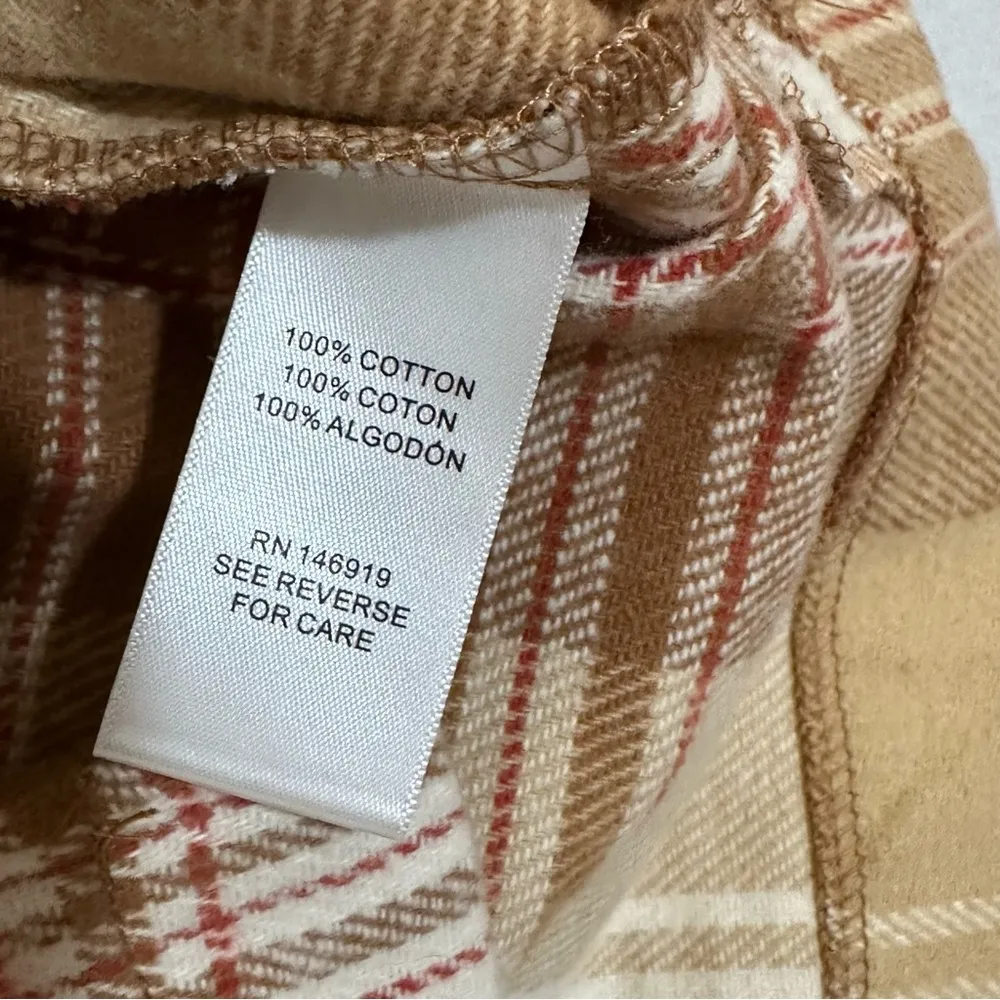 100% COTTON
100% COTON
100% ALGODÓN
RN 146919
SEE REVERSE
FOR CARE